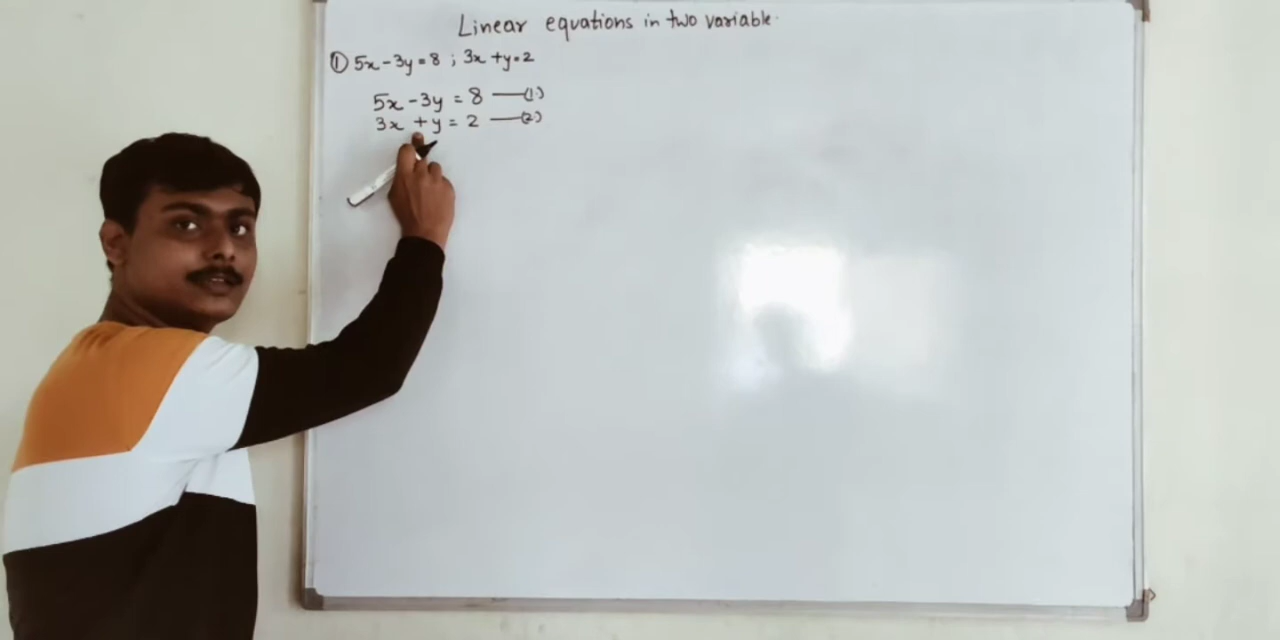 Linear equations in two variable.
① 5x - 3y = 8 ; 3x + y = 2
5x - 3y = 8 —(1)
3x + y = 2 —(2)